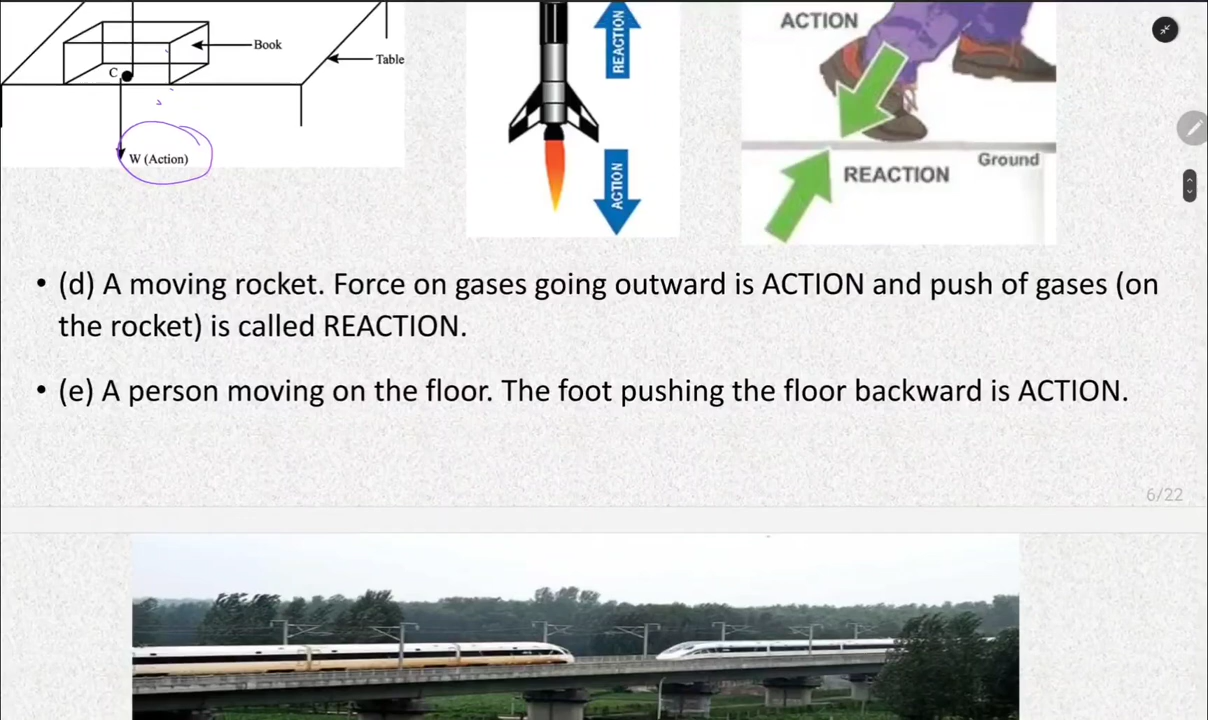 Book
Table
C
W (Action)
REACTION
ACTION
ACTION
REACTION
Ground
• (d) A moving rocket. Force on gases going outward is ACTION and push of gases (on
the rocket) is called REACTION.
• (e) A person moving on the floor. The foot pushing the floor backward is ACTION.
6/22